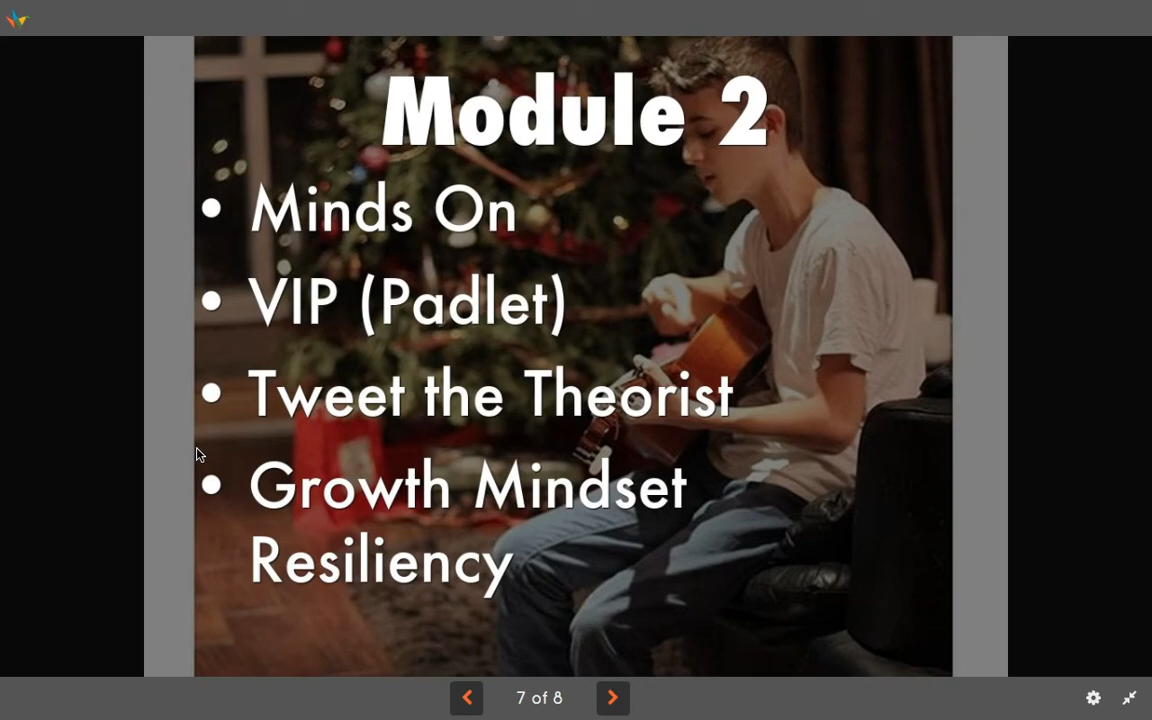 Module 2
• Minds On
• VIP (Padlet)
• Tweet the Theorist
• Growth Mindset
Resiliency
7 of 8